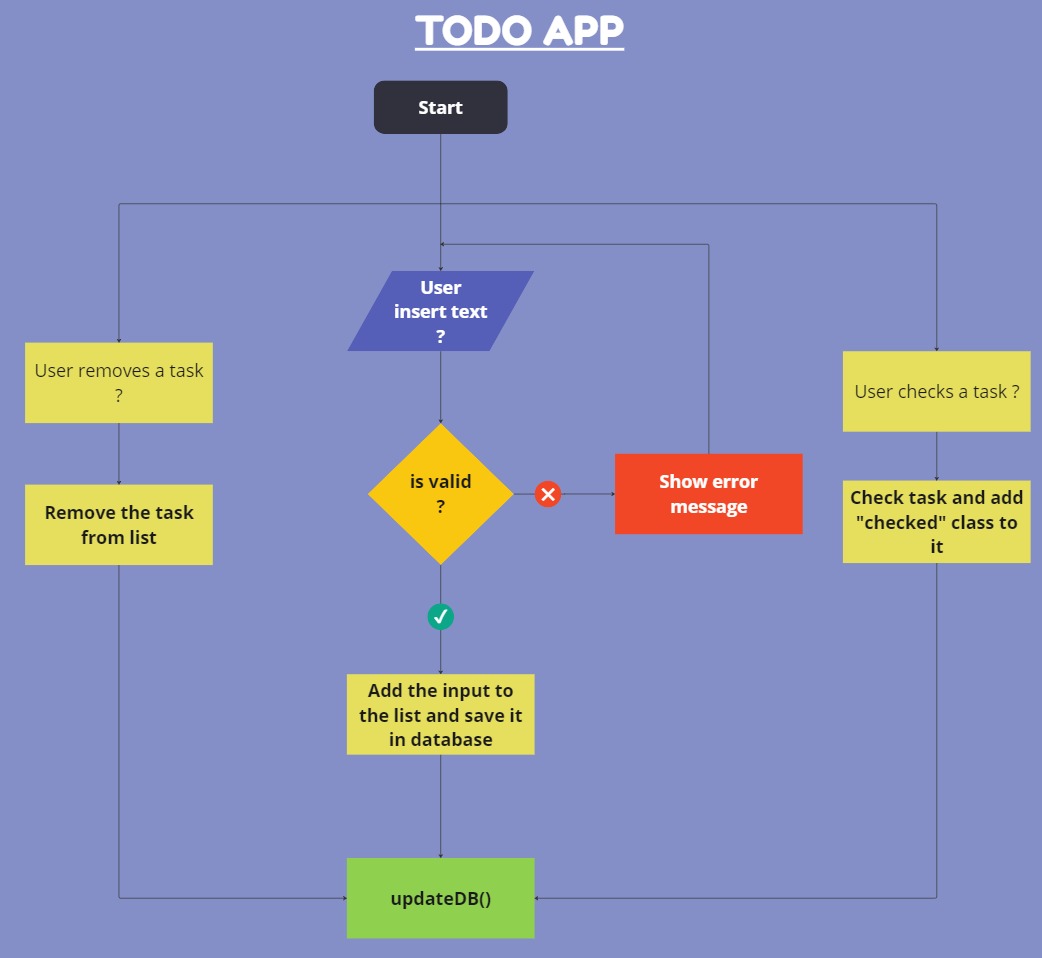 TODO APP
Start
User
insert text
?
User removes a task
?
User checks a task ?
is valid
?
Show error
message
Remove the task
from list
Check task and add
"checked" class to
it
Add the input to
the list and save it
in database
updateDB()